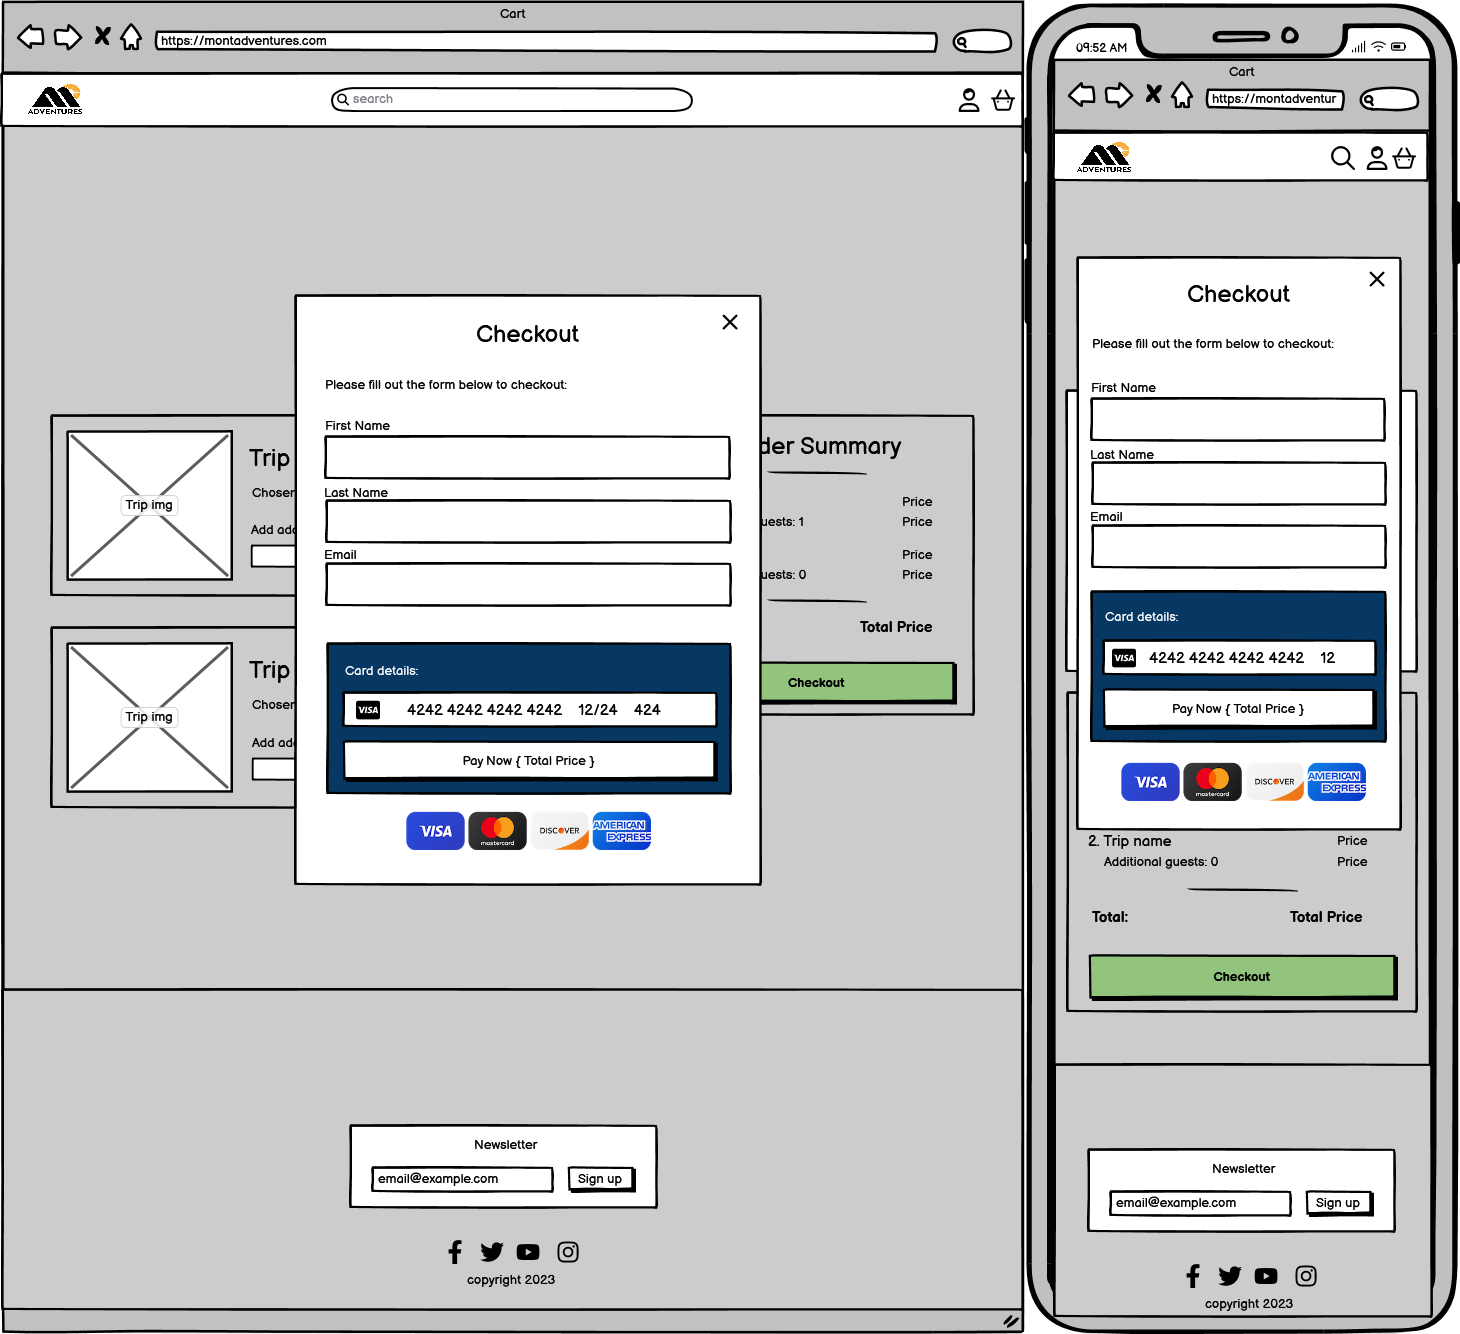 Cart
https://montadventures.com
ADVENTURES
search
Checkout
Please fill out the form below to checkout:
First Name
Last Name
Email
Card details:
VISA 4242 4242 4242 4242 12/24 424
Pay Now { Total Price }
VISA
mastercard
DISCOVER
AMERICAN
EXPRESS
Trip
Chosen
Add add
Trip img
Trip
Chosen
Add add
Trip img
der Summary
Price
uests: 1 Price
Price
uests: 0 Price
Total Price
Checkout
Newsletter
email@example.com Sign up
copyright 2023
09:52 AM
Cart
https://montadventur
ADVENTURES
Checkout
Please fill out the form below to checkout:
First Name
Last Name
Email
Card details:
VISA 4242 4242 4242 4242 12
Pay Now { Total Price }
VISA
mastercard
DISCOVER
AMERICAN
EXPRESS
2. Trip name Price
Additional guests: 0 Price
Total: Total Price
Checkout
Newsletter
email@example.com Sign up
copyright 2023